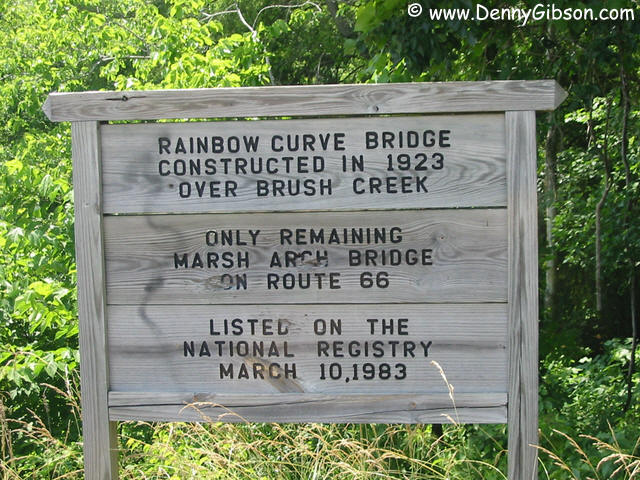 © www.DennyGibson.com
RAINBOW CURVE BRIDGE
CONSTRUCTED IN 1923
OVER BRUSH CREEK
ONLY REMAINING
MARSH ARCH BRIDGE
ON ROUTE 66
LISTED ON THE
NATIONAL REGISTRY
MARCH 10,1983